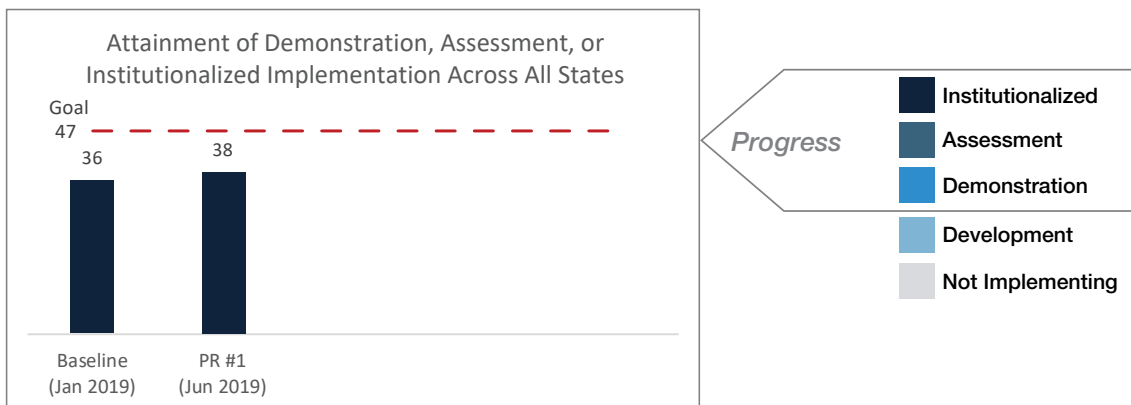 Attainment of Demonstration, Assessment, or
Institutionalized Implementation Across All States
Goal
47
36
38
Baseline
(Jan 2019)
PR #1
(Jun 2019)
Progress
Institutionalized
Assessment
Demonstration
Development
Not Implementing